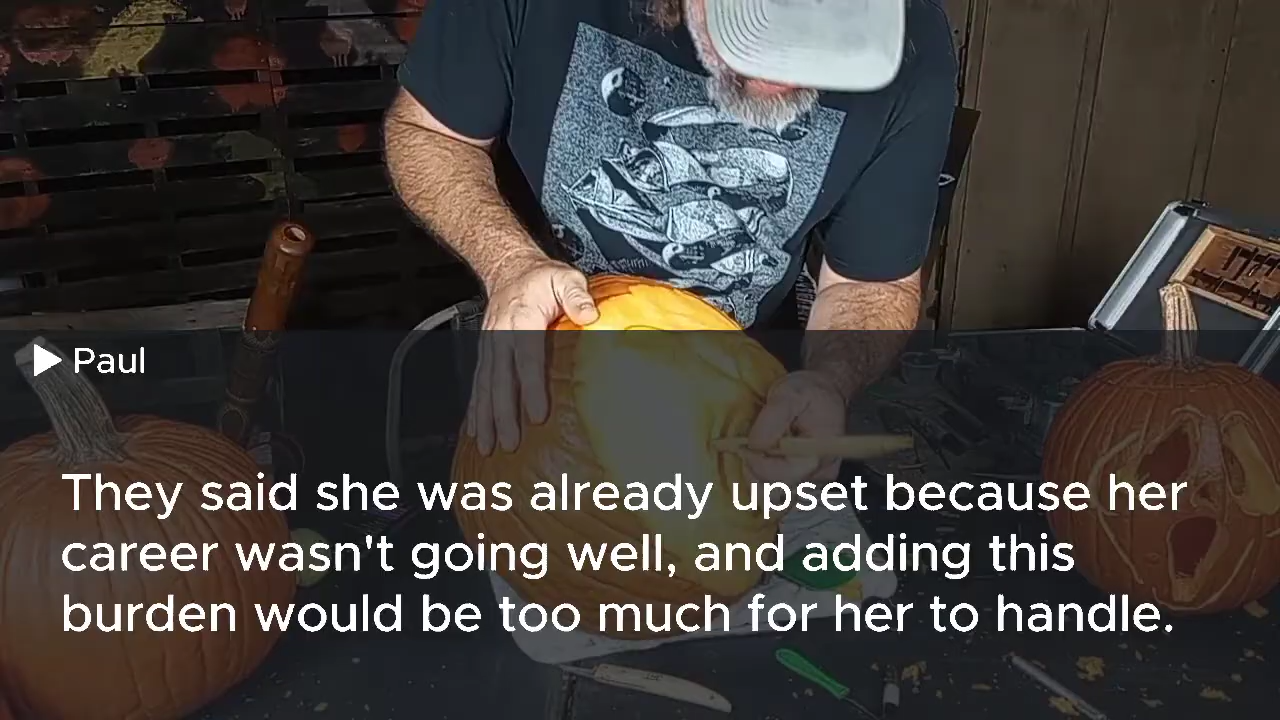 Paul
They said she was already upset because her
career wasn't going well, and adding this
burden would be too much for her to handle.